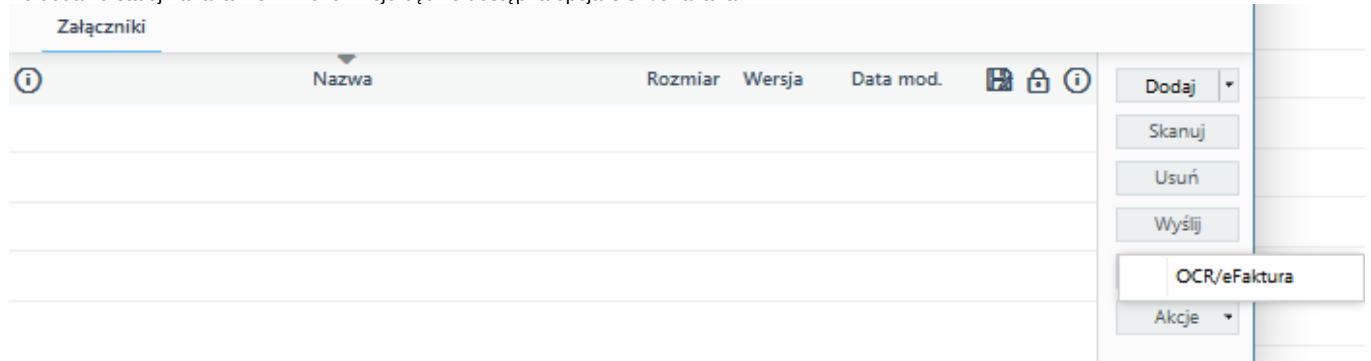 Załączniki
Nazwa Rozmiar Wersja Data mod.
Dodaj
Skanuj
Usuń
Wyślij
OCR/eFaktura
Akcje